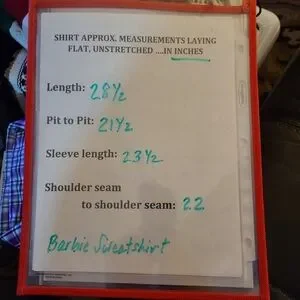 SHIRT APPROX. MEASUREMENTS LAYING
FLAT, UNSTRETCHED ....IN INCHES
Length: 28½
Pit to Pit: 21½
Sleeve length: 23½
Shoulder seam
to shoulder seam: 22
Barbie Sweatshirt